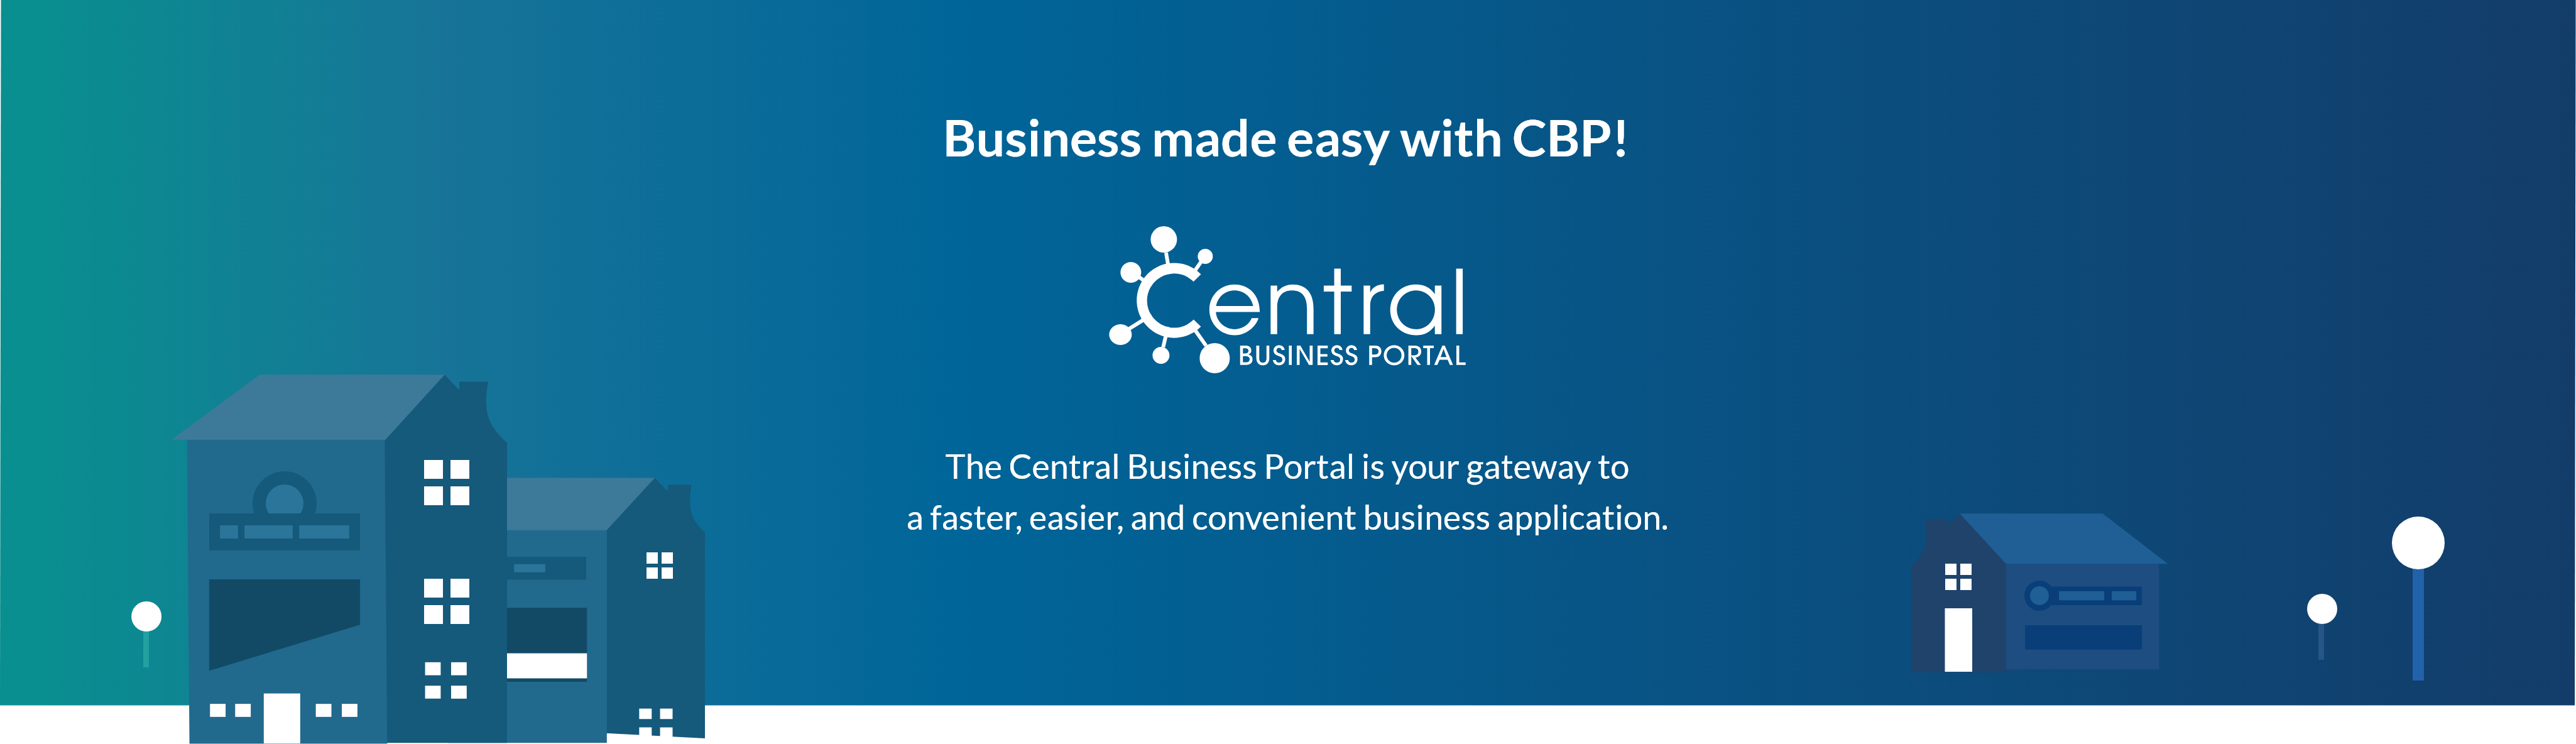 Business made easy with CBP!
Central
BUSINESS PORTAL
The Central Business Portal is your gateway to
a faster, easier, and convenient business application.